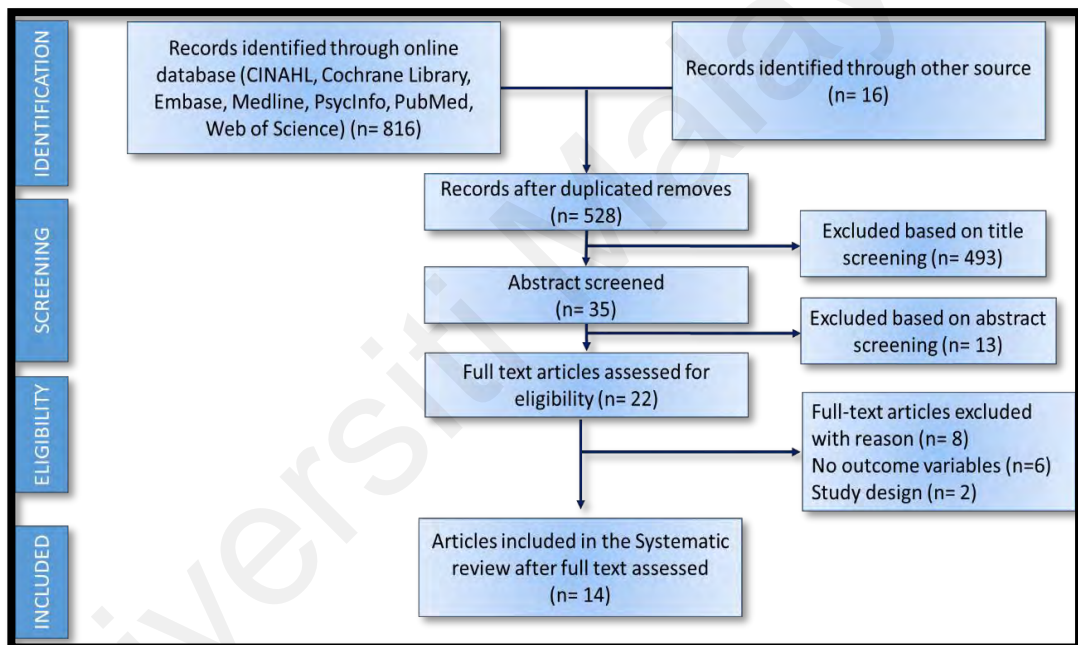 IDENTIFICATION
Records identified through online
database (CINAHL, Cochrane Library,
Embase, Medline, PsycInfo, PubMed,
Web of Science) (n= 816)
Records identified through other source
(n= 16)
Records after duplicated removes
(n= 528)
SCREENING
Excluded based on title
screening (n= 493)
Abstract screened
(n= 35)
Excluded based on abstract
screening (n= 13)
ELIGIBILITY
Full text articles assessed for
eligibility (n= 22)
Full-text articles excluded
with reason (n= 8)
No outcome variables (n=6)
Study design (n= 2)
INCLUDED
Articles included in the Systematic
review after full text assessed
(n= 14)
iversiti Malay